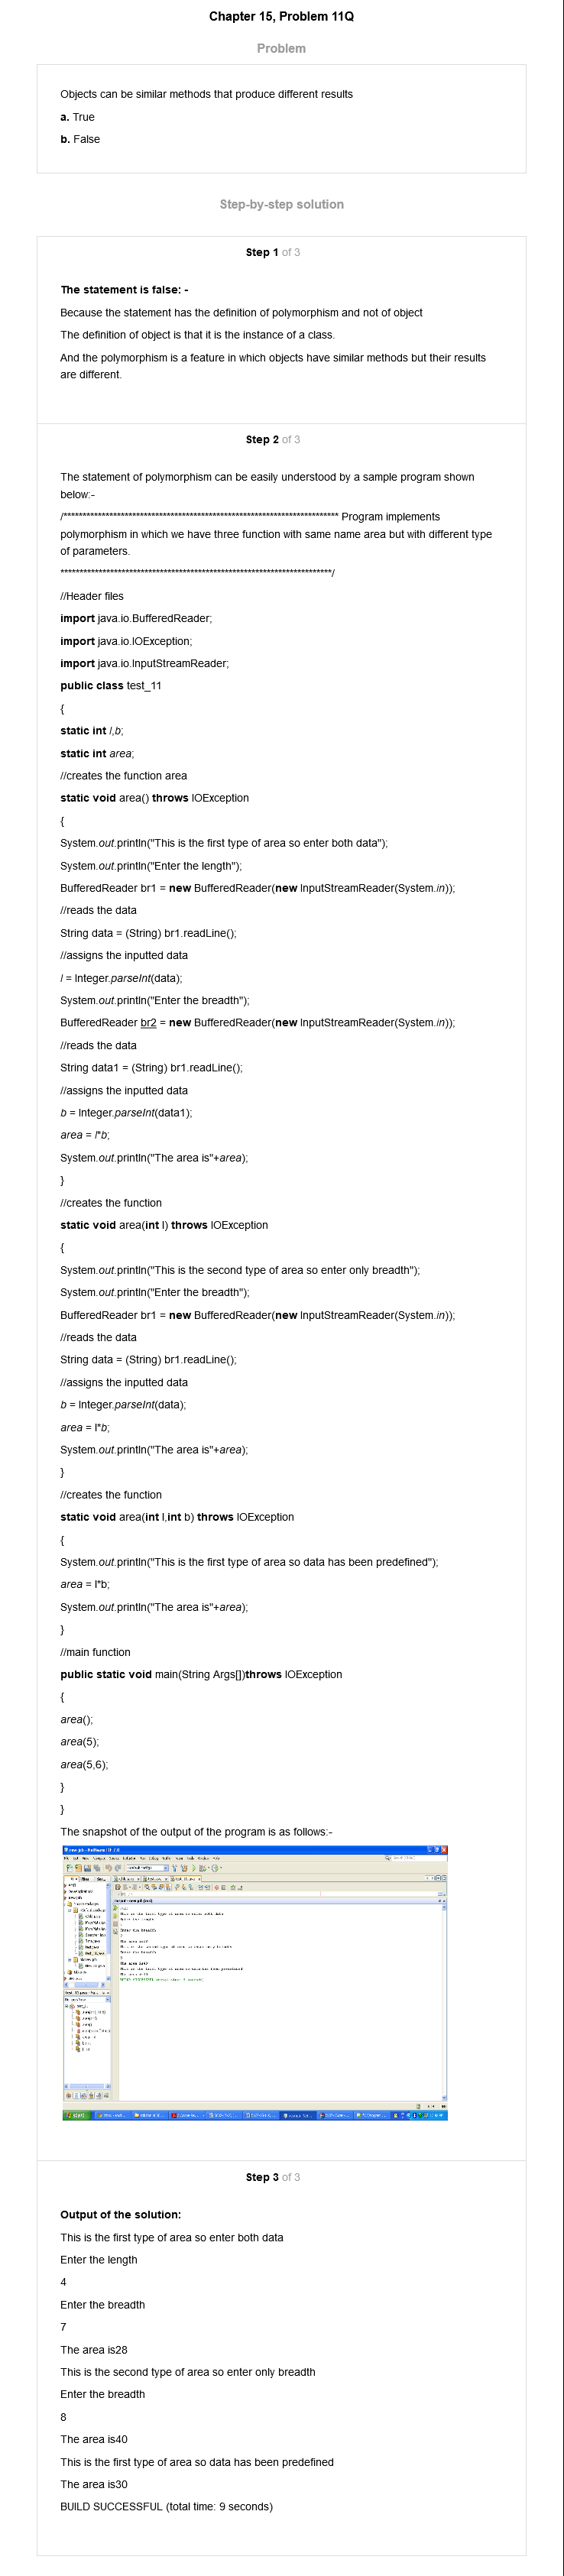 Chapter 15, Problem 11Q
Problem
Objects can be similar methods that produce different results
a. True
b. False
Step-by-step solution
Step 1 of 3
The statement is false: -
Because the statement has the definition of polymorphism and not of object
The definition of object is that it is the instance of a class.
And the polymorphism is a feature in which objects have similar methods but their results
are different.
Step 2 of 3
The statement of polymorphism can be easily understood by a sample program shown
below:-
/************************************************************************ Program implements
polymorphism in which we have three function with same name area but with different type
of parameters.
************************************************************************/
//Header files
import java.io.BufferedReader;
import java.io.IOException;
import java.io.InputStreamReader;
public class test_11
{
static int l,b;
static int area;
//creates the function area
static void area() throws IOException
{
System.out.println("This is the first type of area so enter both data");
System.out.println("Enter the length");
BufferedReader br1 = new BufferedReader(new InputStreamReader(System.in));
//reads the data
String data = (String) br1.readLine();
//assigns the inputted data
l = Integer.parseInt(data);
System.out.println("Enter the breadth");
BufferedReader br2 = new BufferedReader(new InputStreamReader(System.in));
//reads the data
String data1 = (String) br1.readLine();
//assigns the inputted data
b = Integer.parseInt(data1);
area = l*b;
System.out.println("The area is"+area);
}
//creates the function
static void area(int l) throws IOException
{
System.out.println("This is the second type of area so enter only breadth");
System.out.println("Enter the breadth");
BufferedReader br1 = new BufferedReader(new InputStreamReader(System.in));
//reads the data
String data = (String) br1.readLine();
//assigns the inputted data
b = Integer.parseInt(data);
area = l*b;
System.out.println("The area is"+area);
}
//creates the function
static void area(int l,int b) throws IOException
{
System.out.println("This is the first type of area so data has been predefined");
area = l*b;
System.out.println("The area is"+area);
}
//main function
public static void main(String Args[])throws IOException
{
area();
area(5);
area(5,6);
}
}
The snapshot of the output of the program is as follows:-
Step 3 of 3
Output of the solution:
This is the first type of area so enter both data
Enter the length
4
Enter the breadth
7
The area is28
This is the second type of area so enter only breadth
Enter the breadth
8
The area is40
This is the first type of area so data has been predefined
The area is30
BUILD SUCCESSFUL (total time: 9 seconds)